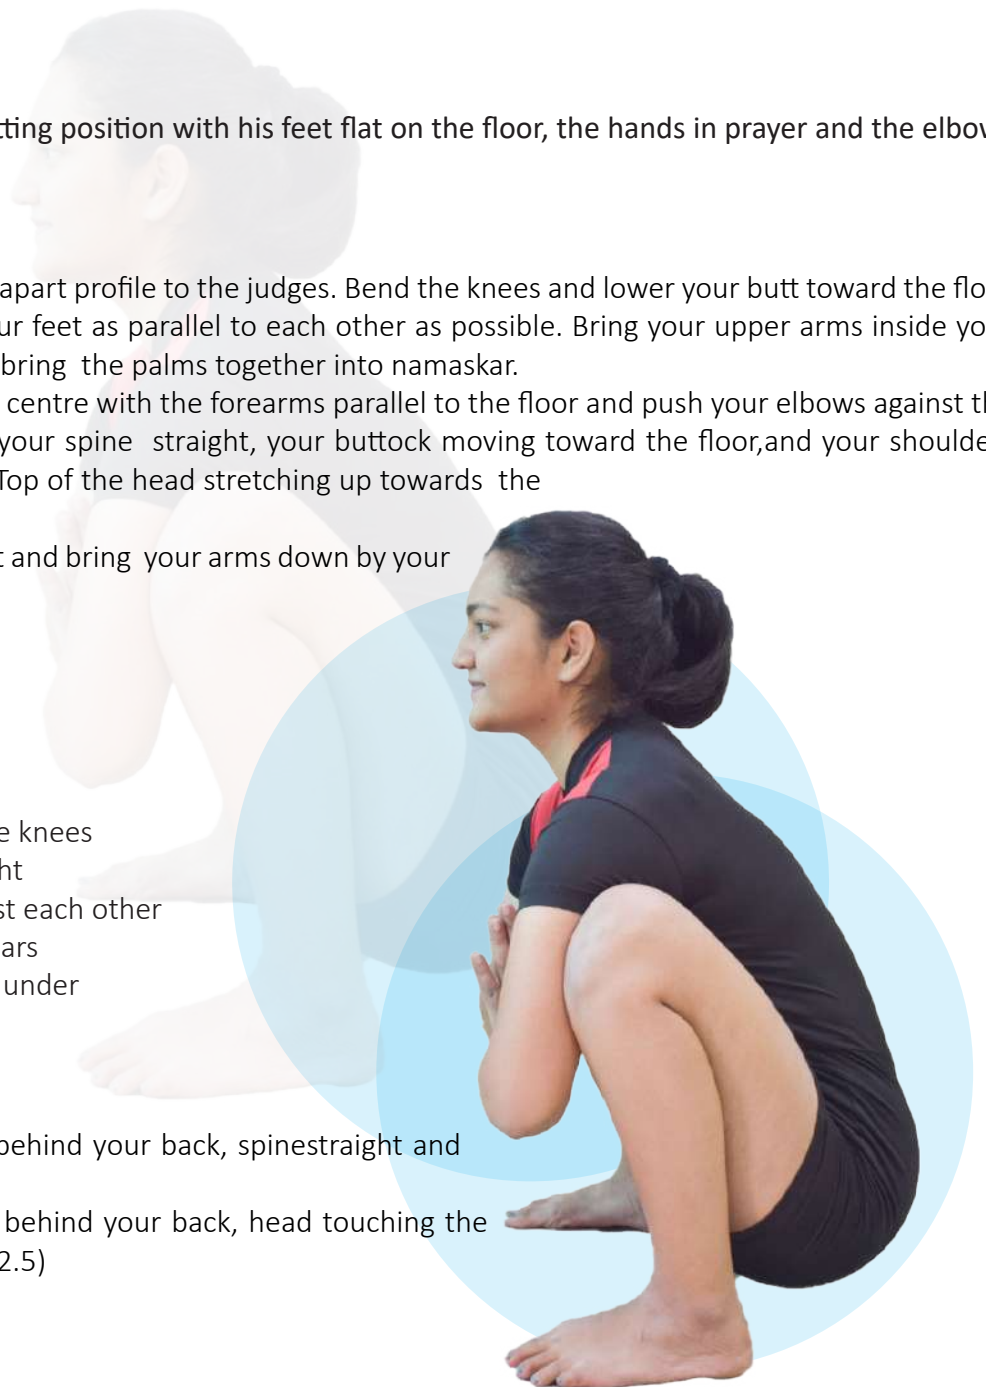 tting position with his feet flat on the floor, the hands in prayer and the elbow
apart profile to the judges. Bend the knees and lower your butt toward the flo
ur feet as parallel to each other as possible. Bring your upper arms inside yo
bring the palms together into namaskar.
centre with the forearms parallel to the floor and push your elbows against th
your spine straight, your buttock moving toward the floor,and your shoulde
Top of the head stretching up towards the
t and bring your arms down by your
e knees
ht
st each other
ars
under
behind your back, spinestraight and
behind your back, head touching the
2.5)